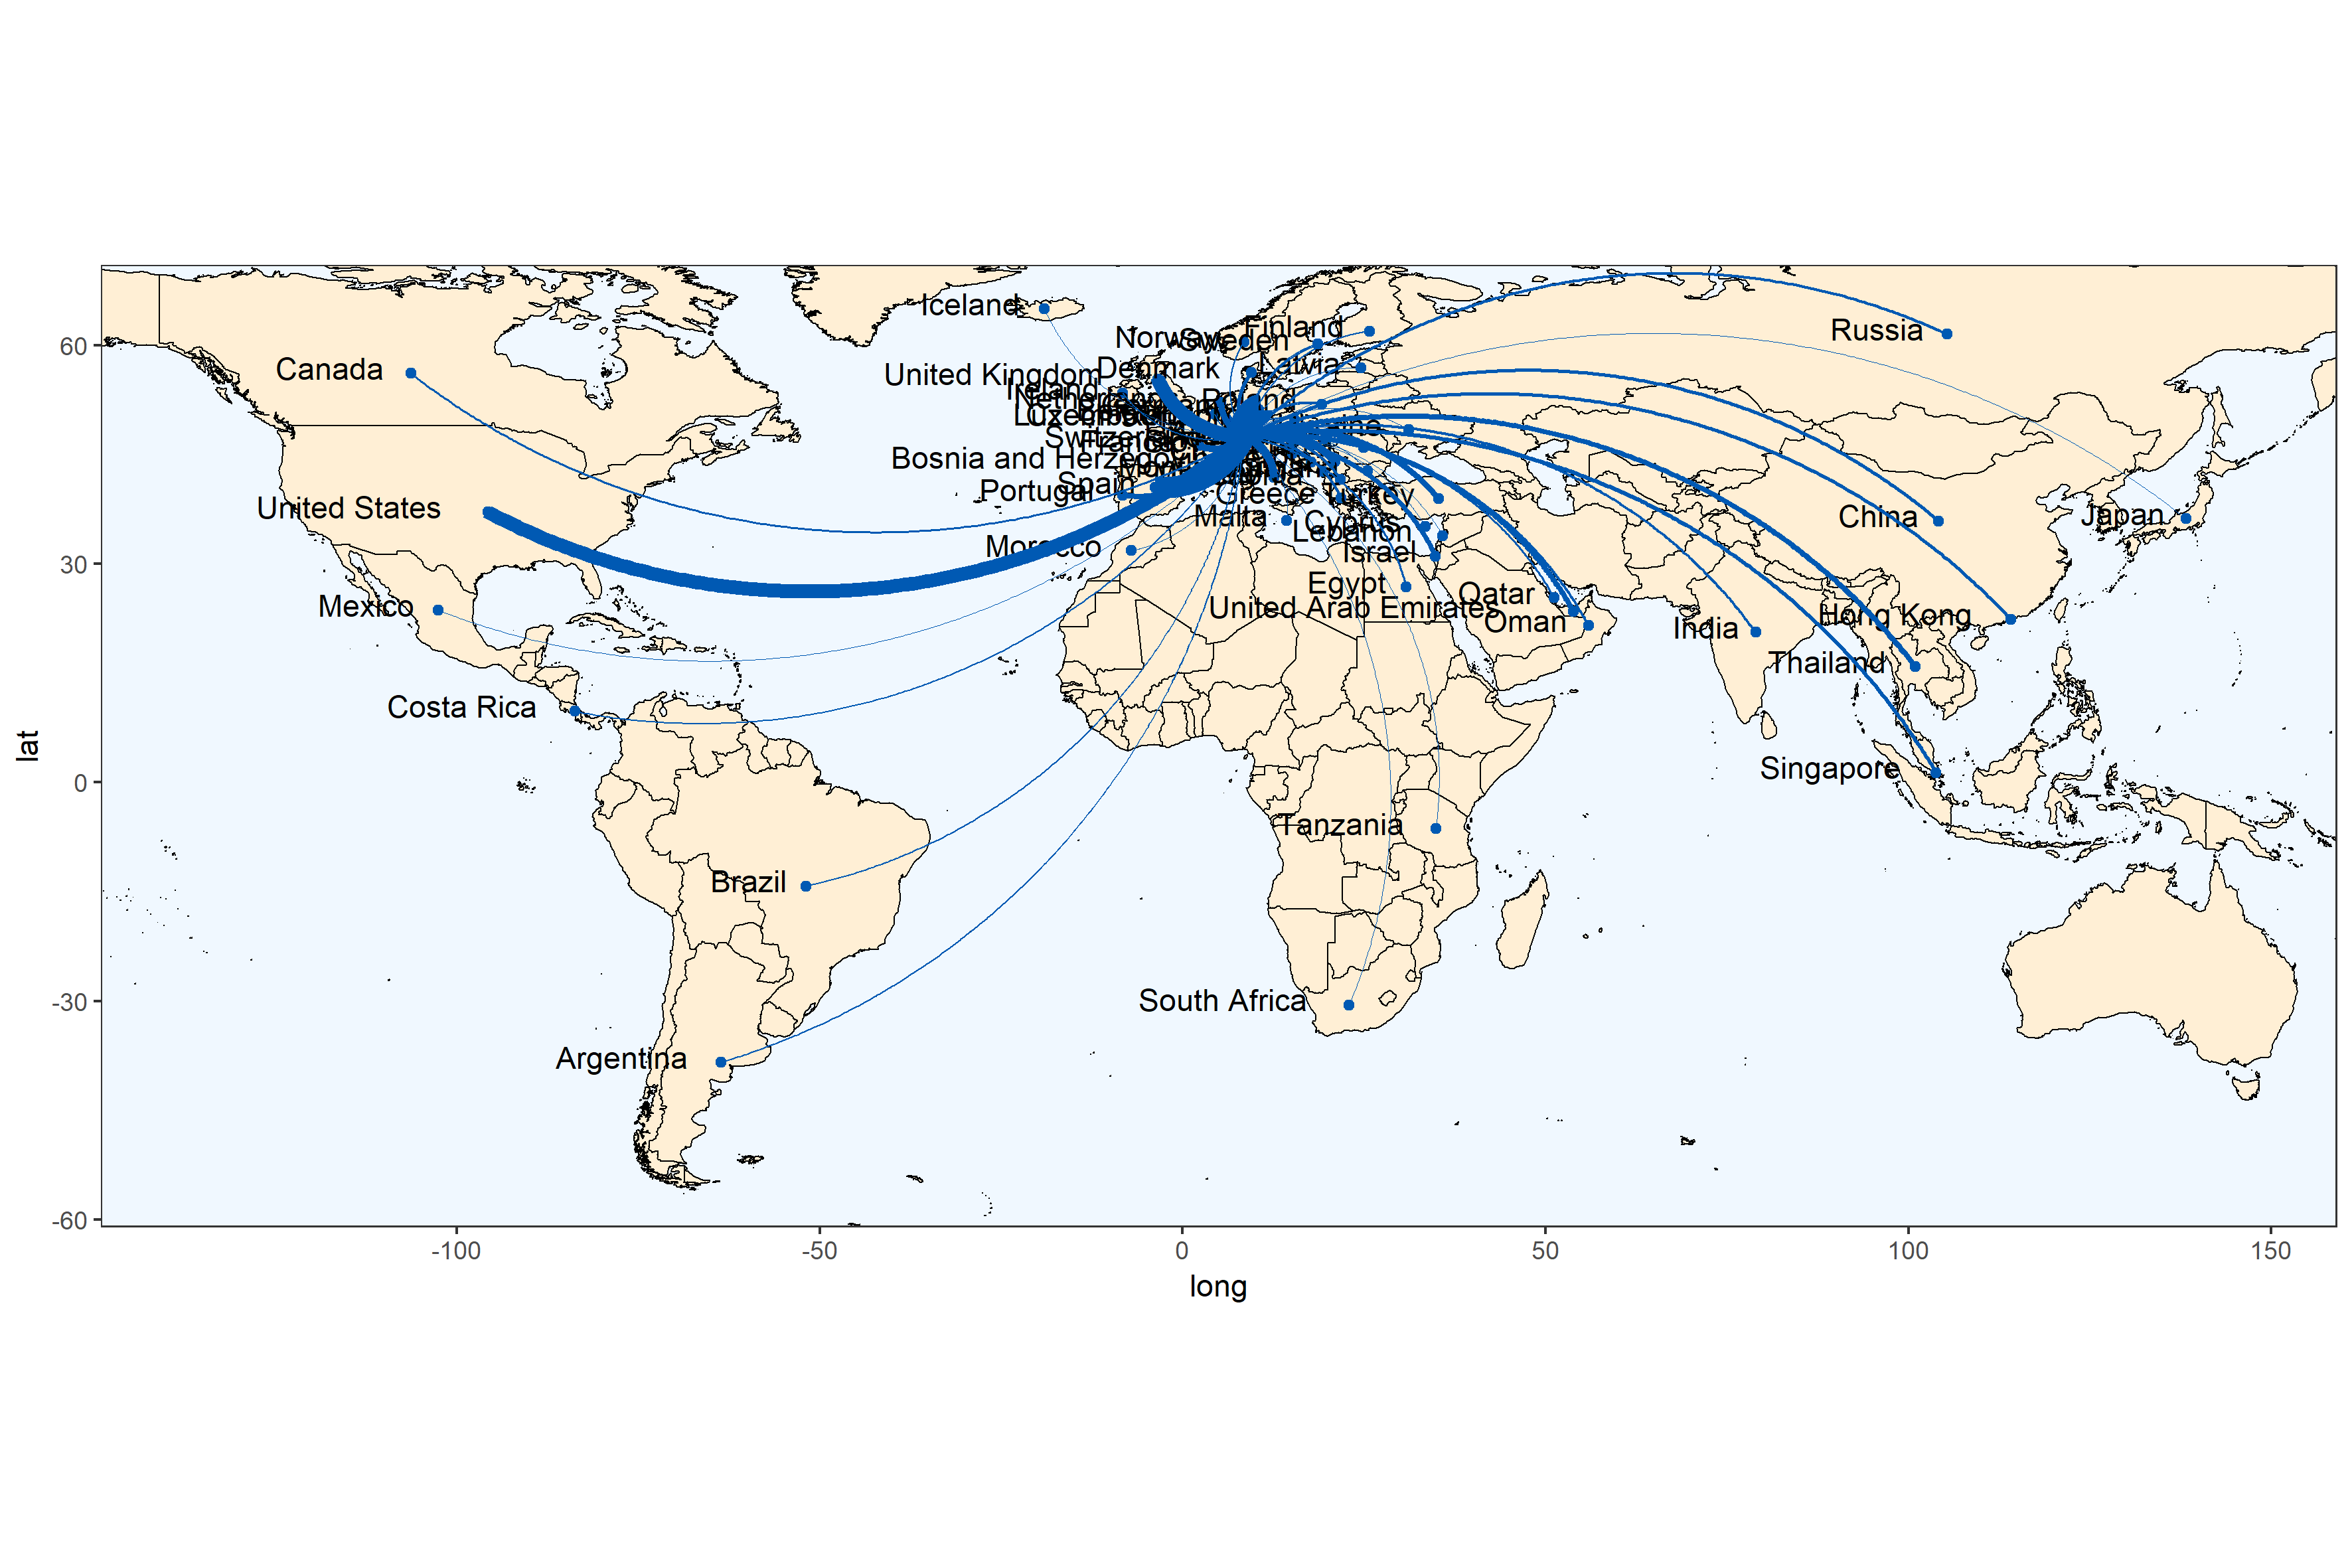 Iceland
Norway
Sweden
Finland
Russia
60
Canada
United Kingdom
Denmark
Latvia
Ireland
Netherlands
Poland
Luxembourg
Ukraine
Switzerland
France
Bosnia and Herzegovina
Spain
Portugal
Greece
Turkey
United States
Malta
Cyprus
China
Japan
Lebanon
Morocco
Israel
30
Egypt
Qatar
Mexico
United Arab Emirates
Oman
Hong Kong
India
Thailand
Costa Rica
lat
0
Singapore
Tanzania
Brazil
-30
South Africa
Argentina
-60
-100
-50
0
50
100
150
long